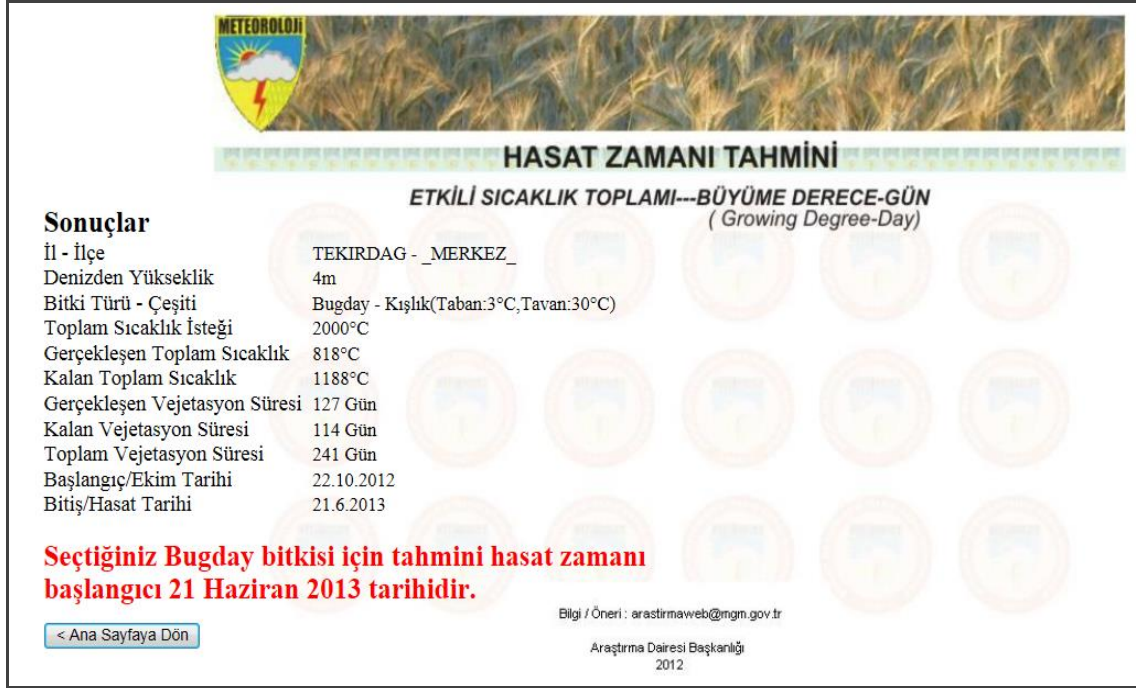 METEOROLOJİ
HASAT ZAMANI TAHMİNİ
ETKİLİ SICAKLIK TOPLAMI---BÜYÜME DERECE-GÜN
( Growing Degree-Day)
Sonuçlar
İl - İlçe TEKIRDAG - _MERKEZ_
Denizden Yükseklik 4m
Bitki Türü - Çeşiti Bugday - Kışlık(Taban:3°C,Tavan:30°C)
Toplam Sıcaklık İsteği 2000°C
Gerçekleşen Toplam Sıcaklık 818°C
Kalan Toplam Sıcaklık 1188°C
Gerçekleşen Vejetasyon Süresi 127 Gün
Kalan Vejetasyon Süresi 114 Gün
Toplam Vejetasyon Süresi 241 Gün
Başlangıç/Ekim Tarihi 22.10.2012
Bitiş/Hasat Tarihi 21.6.2013
Seçtiğiniz Bugday bitkisi için tahmini hasat zamanı
başlangıcı 21 Haziran 2013 tarihidir.
Bilgi / Öneri : arastirmaweb@mgm.gov.tr
< Ana Sayfaya Dön
Araştırma Dairesi Başkanlığı
2012